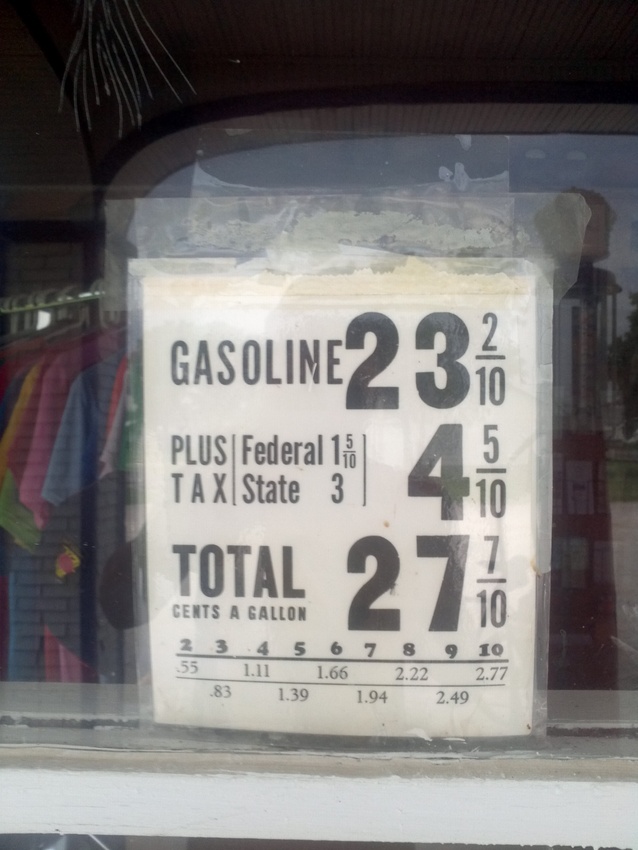 GASOLINE 23 2/10
PLUS TAX Federal 1 5/10 State 3 4 5/10
TOTAL 27 7/10
CENTS A GALLON
2 3 4 5 6 7 8 9 10
.55 1.11 1.66 2.22 2.77
.83 1.39 1.94 2.49